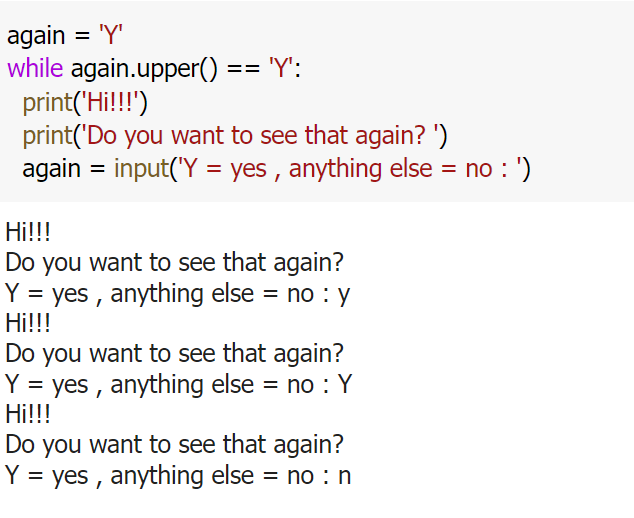 again = 'Y'
while again.upper() == 'Y':
  print('Hi!!!')
  print('Do you want to see that again? ')
  again = input('Y = yes , anything else = no : ')
Hi!!!
Do you want to see that again?
Y = yes , anything else = no : y
Hi!!!
Do you want to see that again?
Y = yes , anything else = no : Y
Hi!!!
Do you want to see that again?
Y = yes , anything else = no : n